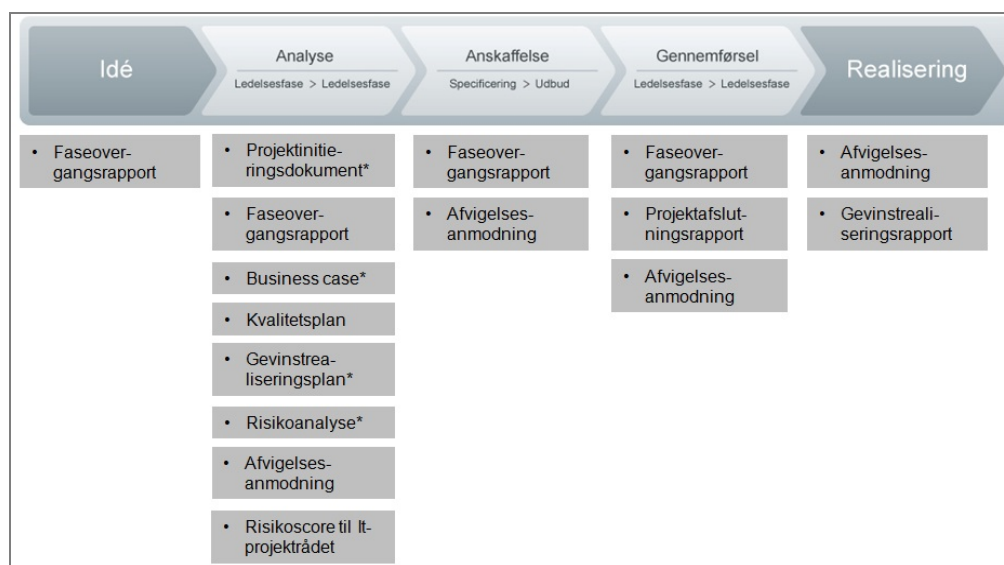 Idé
Analyse
Ledelsesfase > Ledelsesfase
Anskaffelse
Specificering > Udbud
Gennemførsel
Ledelsesfase > Ledelsesfase
Realisering
• Faseover-
gangsrapport
• Projektinitie-
ringsdokument*
• Faseover-
gangsrapport
• Business case*
• Kvalitetsplan
• Gevinstrea-
liseringsplan*
• Risikoanalyse*
• Afvigelses-
anmodning
• Risikoscore til It-
projektrådet
• Faseover-
gangsrapport
• Afvigelses-
anmodning
• Faseover-
gangsrapport
• Projektafslut-
ningsrapport
• Afvigelses-
anmodning
• Afvigelses-
anmodning
• Gevinstreali-
seringsrapport